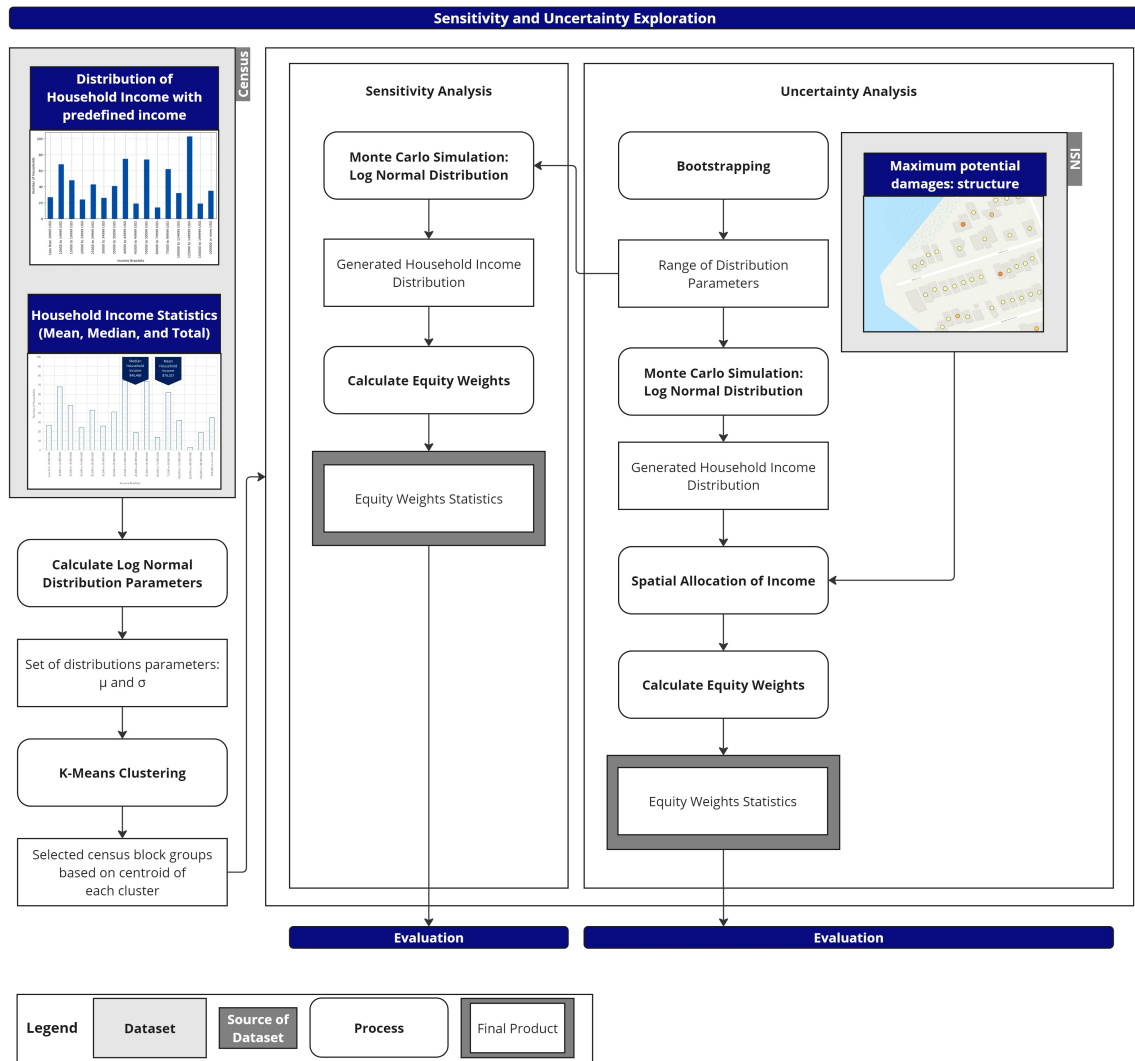 Sensitivity and Uncertainty Exploration
Census
Distribution of
Household Income with
predefined income
Household Income Statistics
(Mean, Median, and Total)
Median
Household
Income
Mean
Household
Income
Calculate Log Normal
Distribution Parameters
Set of distributions parameters:
μ and σ
K-Means Clustering
Selected census block groups
based on centroid of
each cluster
Sensitivity Analysis
Monte Carlo Simulation:
Log Normal Distribution
Generated Household Income
Distribution
Calculate Equity Weights
Equity Weights Statistics
Evaluation
Uncertainty Analysis
Bootstrapping
Range of Distribution
Parameters
Monte Carlo Simulation:
Log Normal Distribution
Generated Household Income
Distribution
Spatial Allocation of Income
Calculate Equity Weights
Equity Weights Statistics
NSI
Maximum potential
damages: structure
Evaluation
Legend
Dataset
Source of
Dataset
Process
Final Product